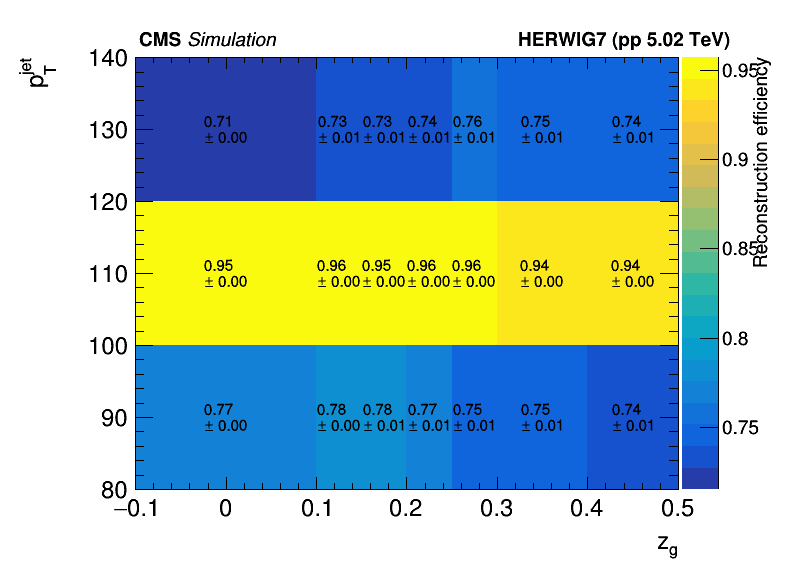 CMS Simulation HERWIG7 (pp 5.02 TeV)
p_T^jet
140
130
120
110
100
90
80
0.71 0.73 0.73 0.74 0.76 0.75 0.74
± 0.00 ± 0.01 ± 0.01 ± 0.01 ± 0.01 ± 0.01 ± 0.01
0.95 0.96 0.95 0.96 0.96 0.94 0.94
± 0.00 ± 0.00 ± 0.00 ± 0.00 ± 0.00 ± 0.00 ± 0.00
0.77 0.78 0.78 0.77 0.75 0.75 0.74
± 0.00 ± 0.00 ± 0.01 ± 0.01 ± 0.01 ± 0.01 ± 0.01
−0.1 0 0.1 0.2 0.3 0.4 0.5
z_g
0.95
0.9
0.85
0.8
0.75
Reconstruction efficiency